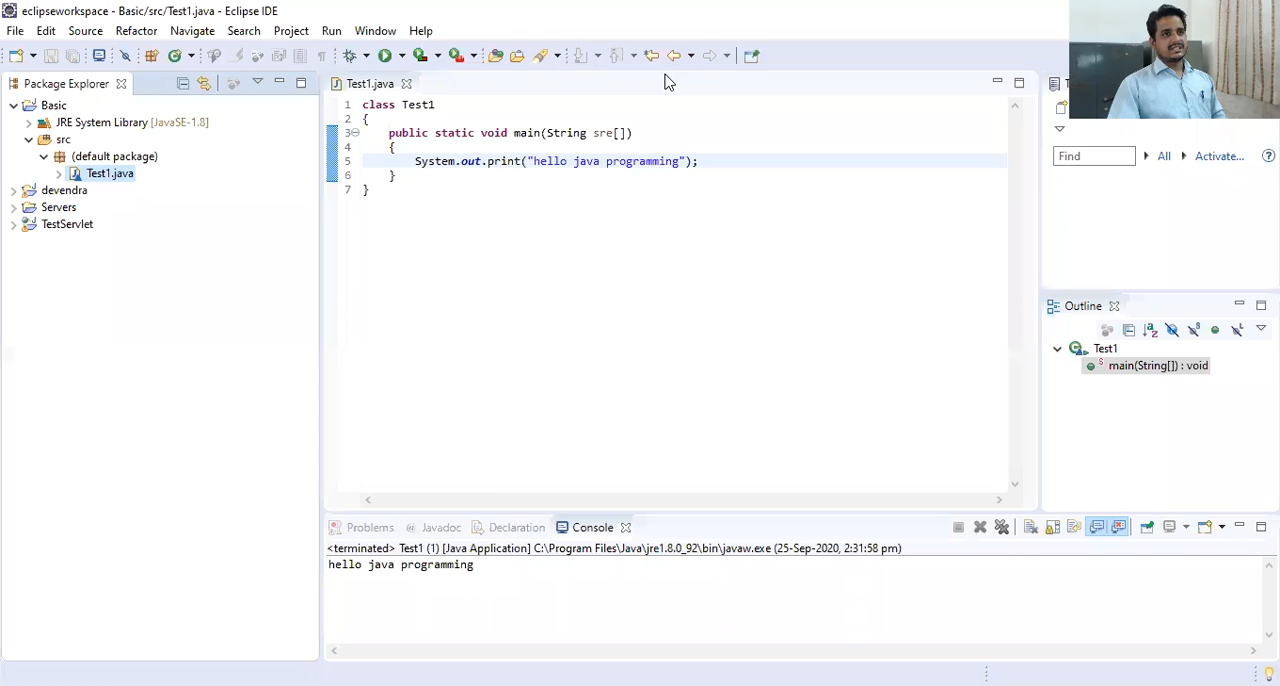 eclipseworkspace - Basic/src/Test1.java - Eclipse IDE
File Edit Source Refactor Navigate Search Project Run Window Help
Package Explorer
Basic
JRE System Library [JavaSE-1.8]
src
(default package)
Test1.java
devendra
Servers
TestServlet
Test1.java
1 class Test1
2 {
3 public static void main(String sre[])
4 {
5 System.out.print("hello java programming");
6 }
7 }
Find All Activate... ?
Outline
Test1
main(String[]) : void
Problems Javadoc Declaration Console
<terminated> Test1 (1) [Java Application] C:\Program Files\Java\jre1.8.0_92\bin\javaw.exe (25-Sep-2020, 2:31:58 pm)
hello java programming